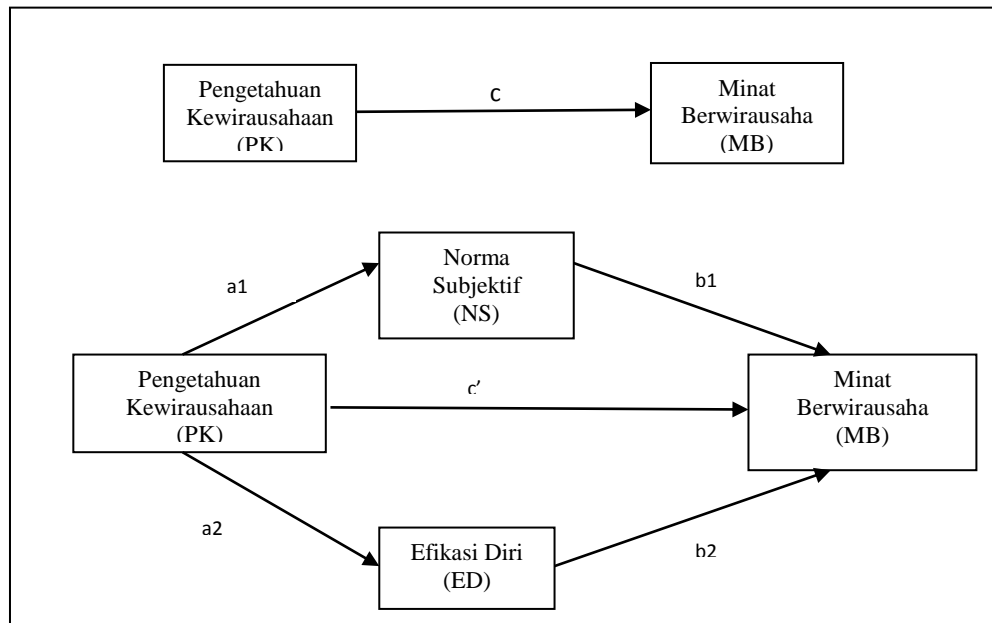 Pengetahuan
Kewirausahaan
(PK)
c
Minat
Berwirausaha
(MB)
Norma
Subjektif
(NS)
a1
b1
Pengetahuan
Kewirausahaan
(PK)
c'
Minat
Berwirausaha
(MB)
a2
Efikasi Diri
(ED)
b2